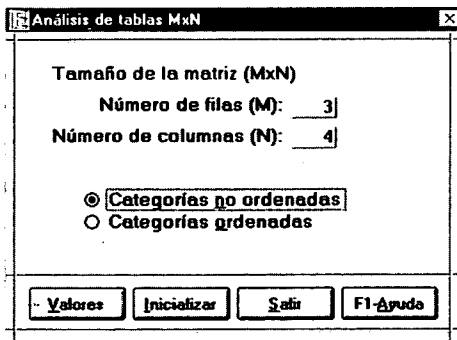 Análisis de tablas MxN
Tamaño de la matriz (MxN)
Número de filas (M): 3
Número de columnas (N): 4
Categorías no ordenadas
Categorías ordenadas
Valores Inicializar Salir F1-Ayuda